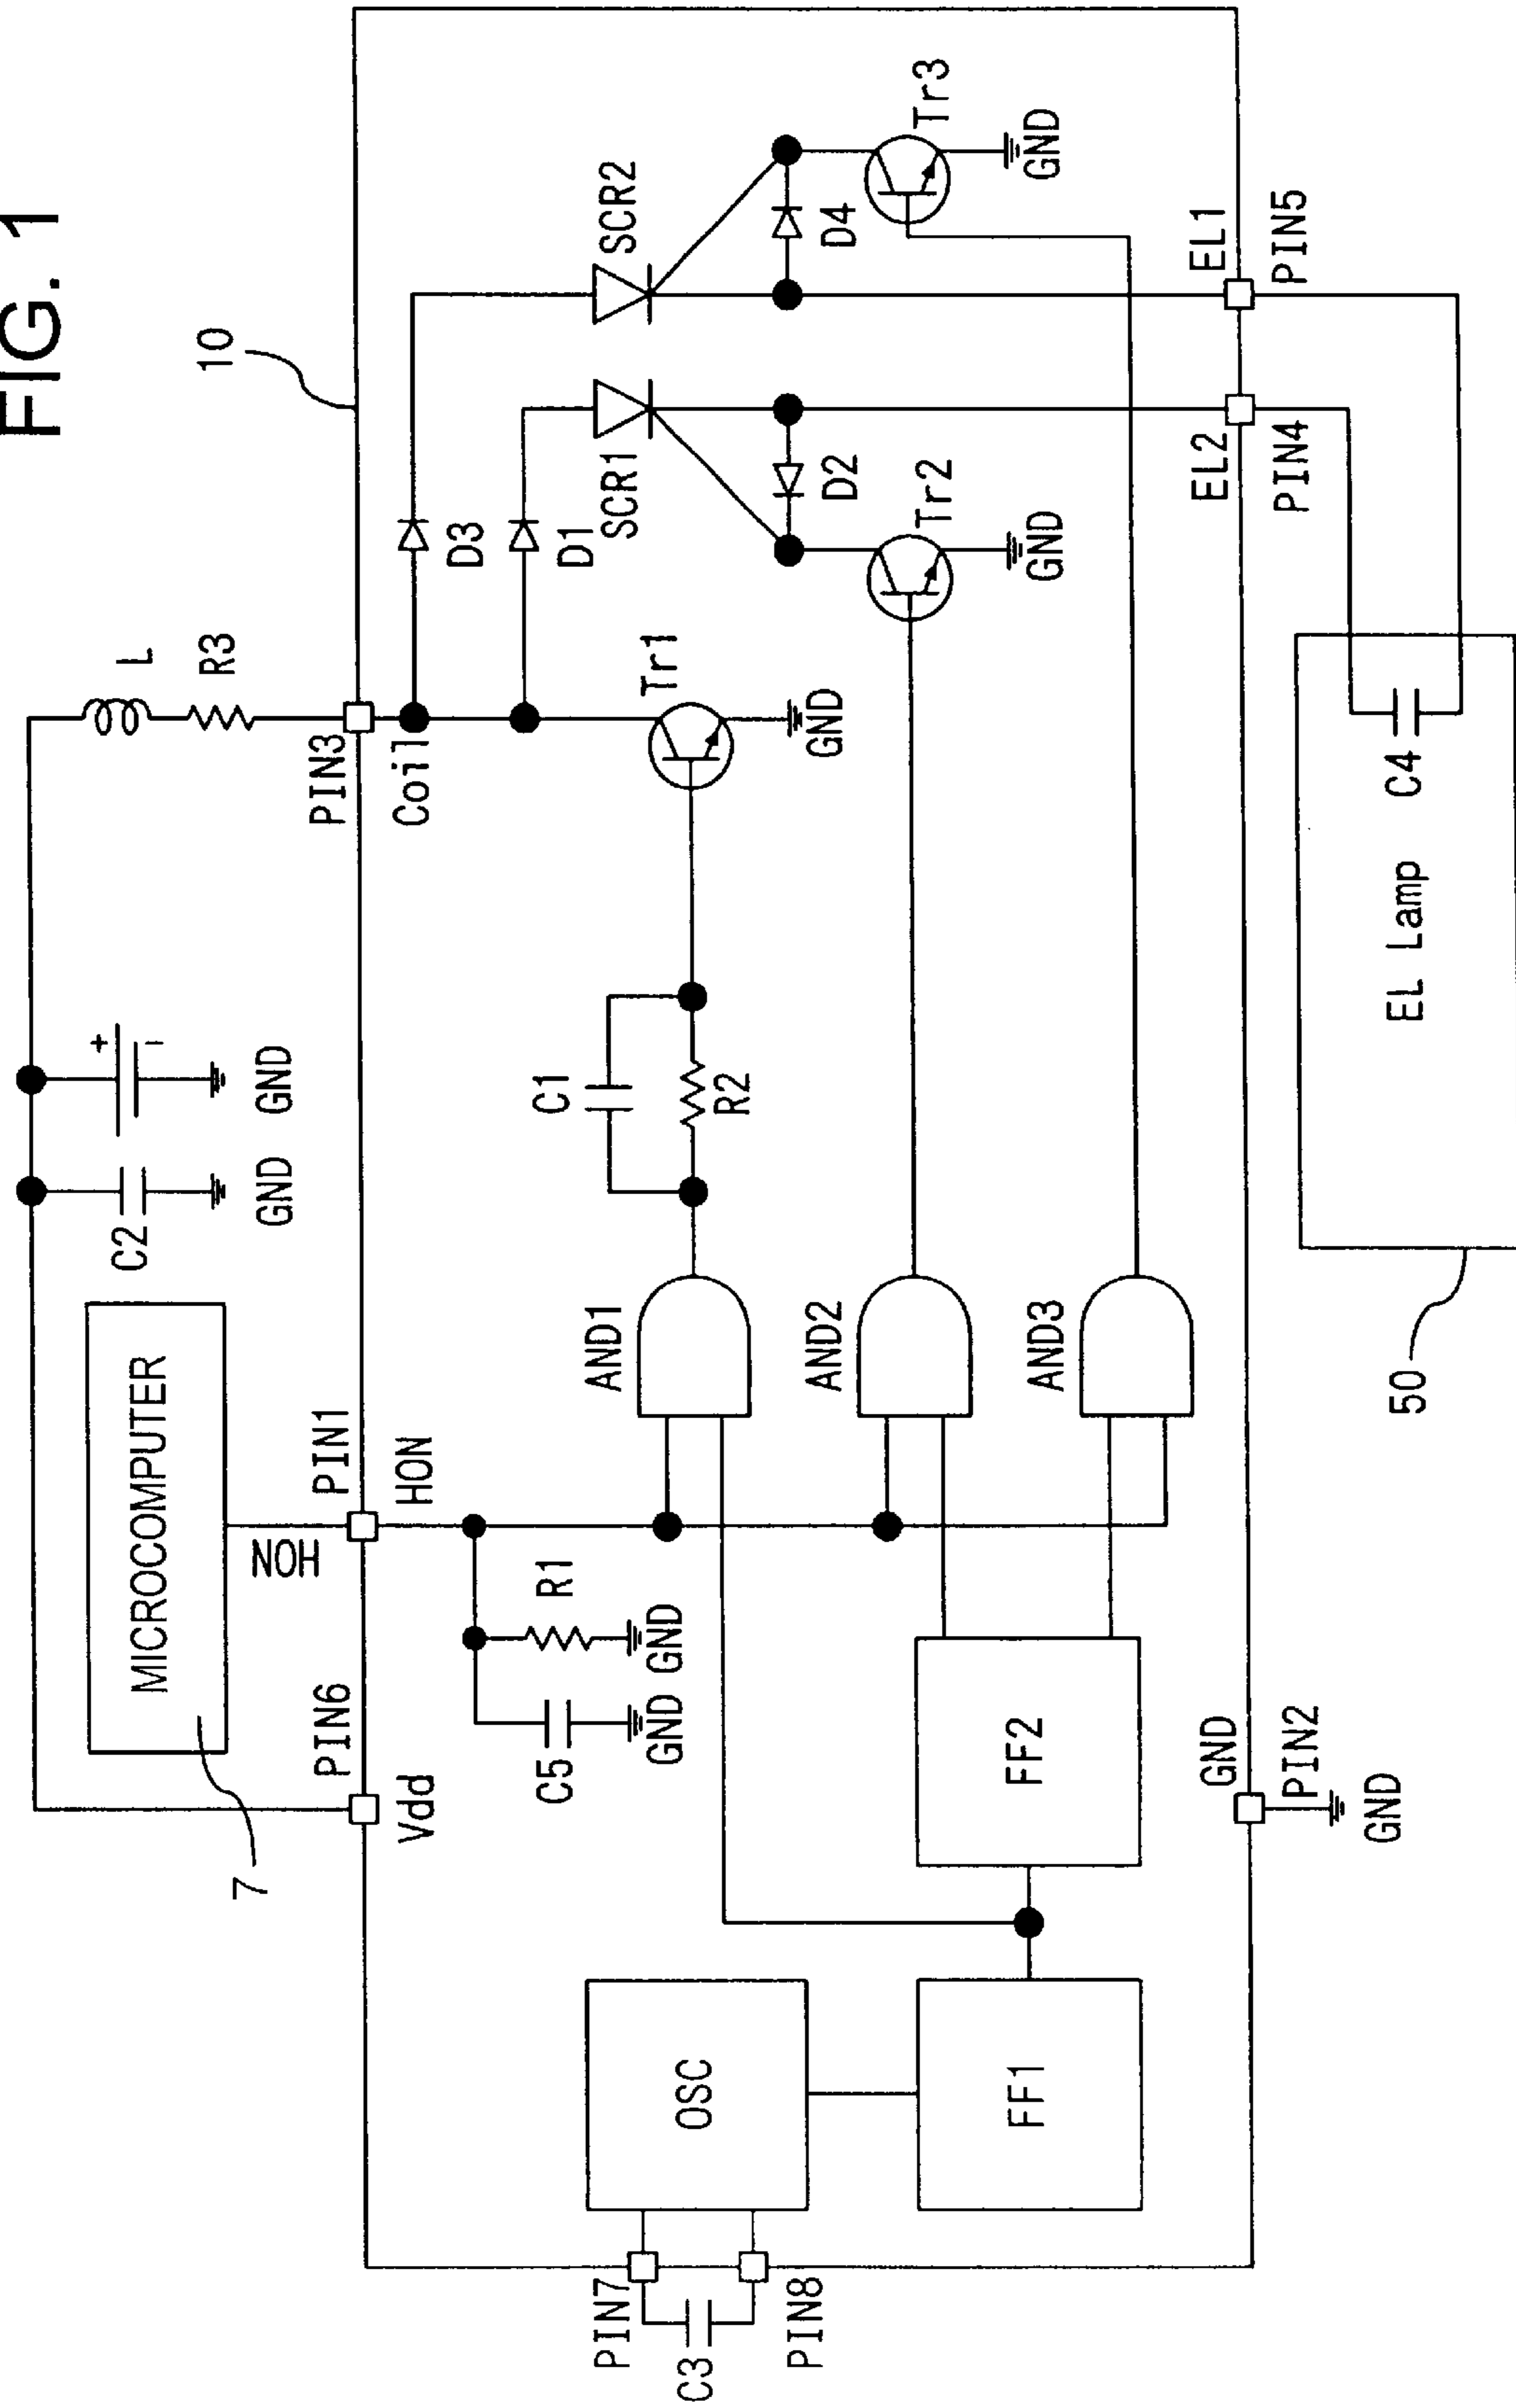 FIG. 1
MICROCOMPUTER
7
C2
GND
GND
+
−
L
R3
10
HON
PIN6
PIN1
PIN3
Vdd
HON
Coil
D3
D1
SCR1
SCR2
C5
GND
R1
GND
AND1
C1
R2
Tr1
GND
D2
D4
Tr2
GND
Tr3
GND
AND2
AND3
OSC
FF1
FF2
PIN7
C3
PIN8
GND
PIN2
GND
EL2
PIN4
EL1
PIN5
EL Lamp
C4
50